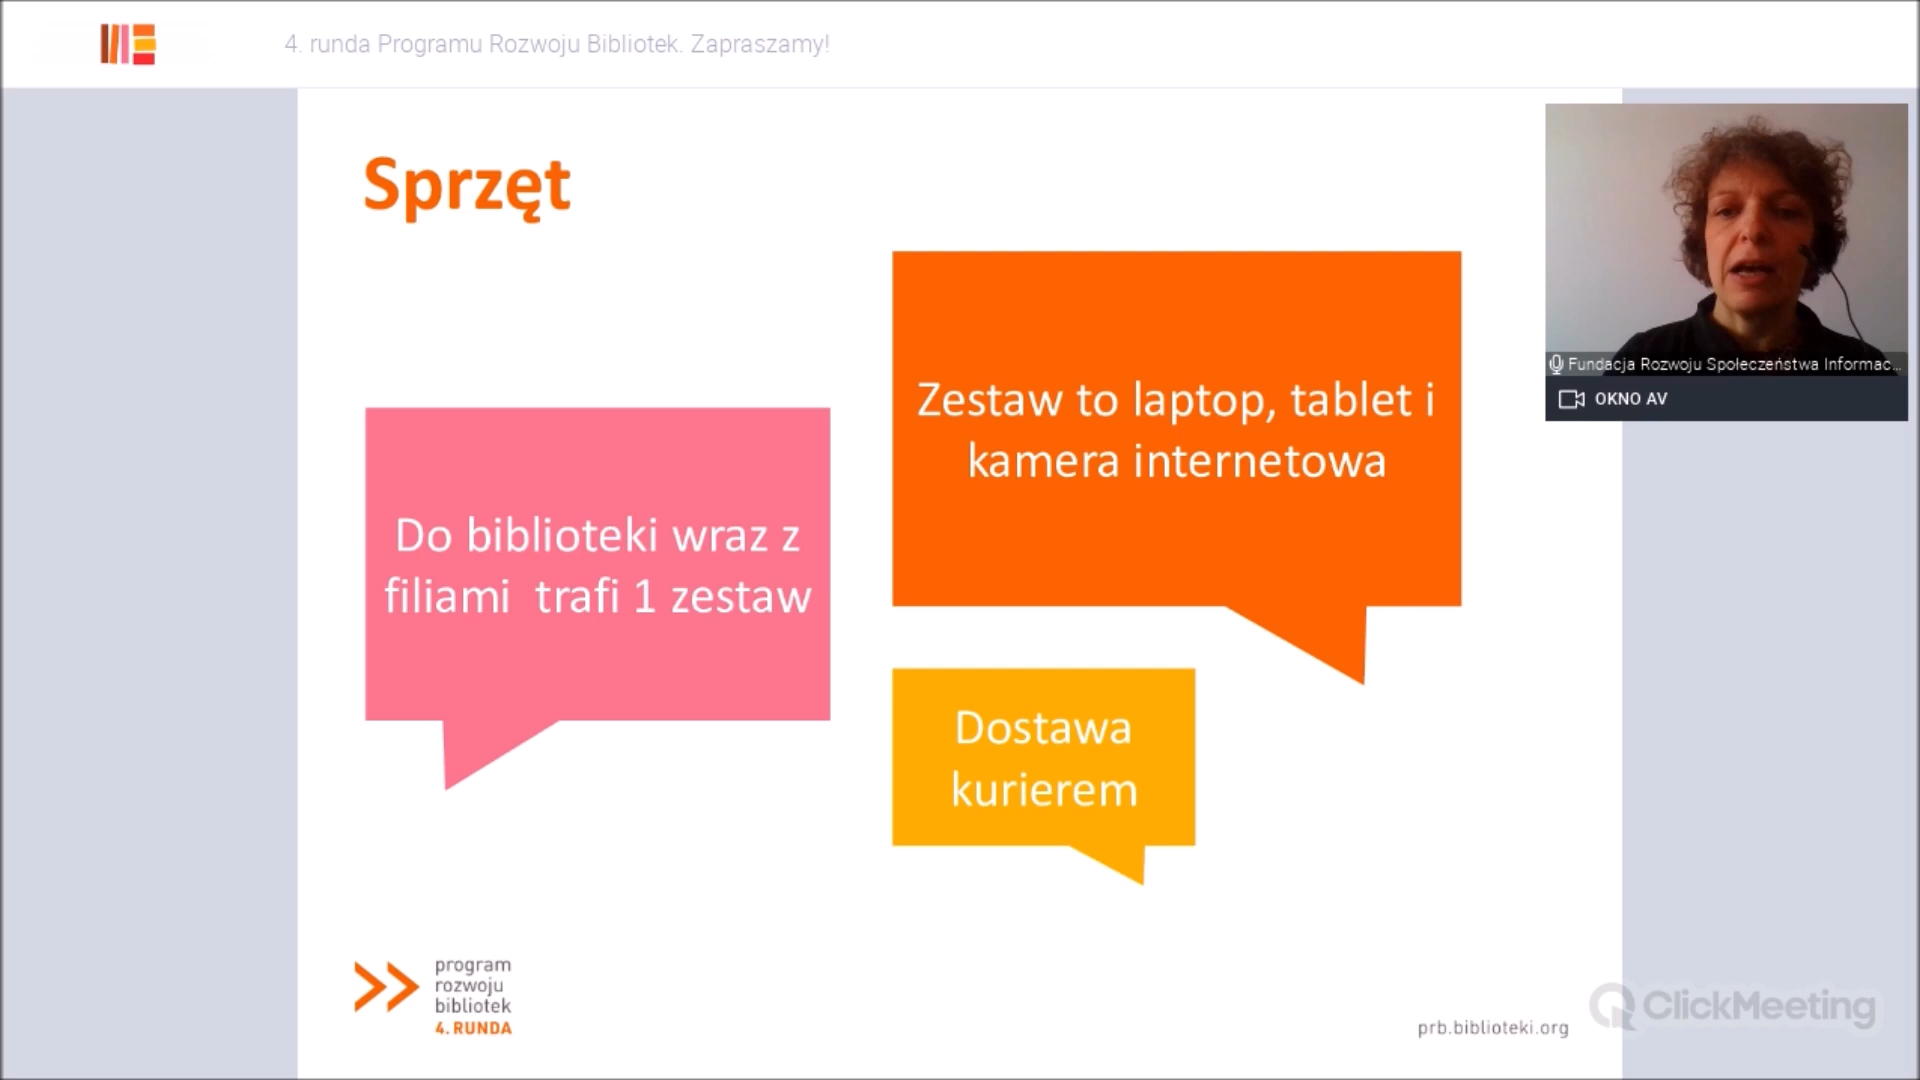 4. runda Programu Rozwoju Bibliotek. Zapraszamy!
Sprzęt
Zestaw to laptop, tablet i
kamera internetowa
Do biblioteki wraz z
filiami trafi 1 zestaw
Dostawa
kurierem
Fundacja Rozwoju Społeczeństwa Informac...
OKNO AV
program
rozwoju
bibliotek
4. RUNDA
prb.biblioteki.org
ClickMeeting